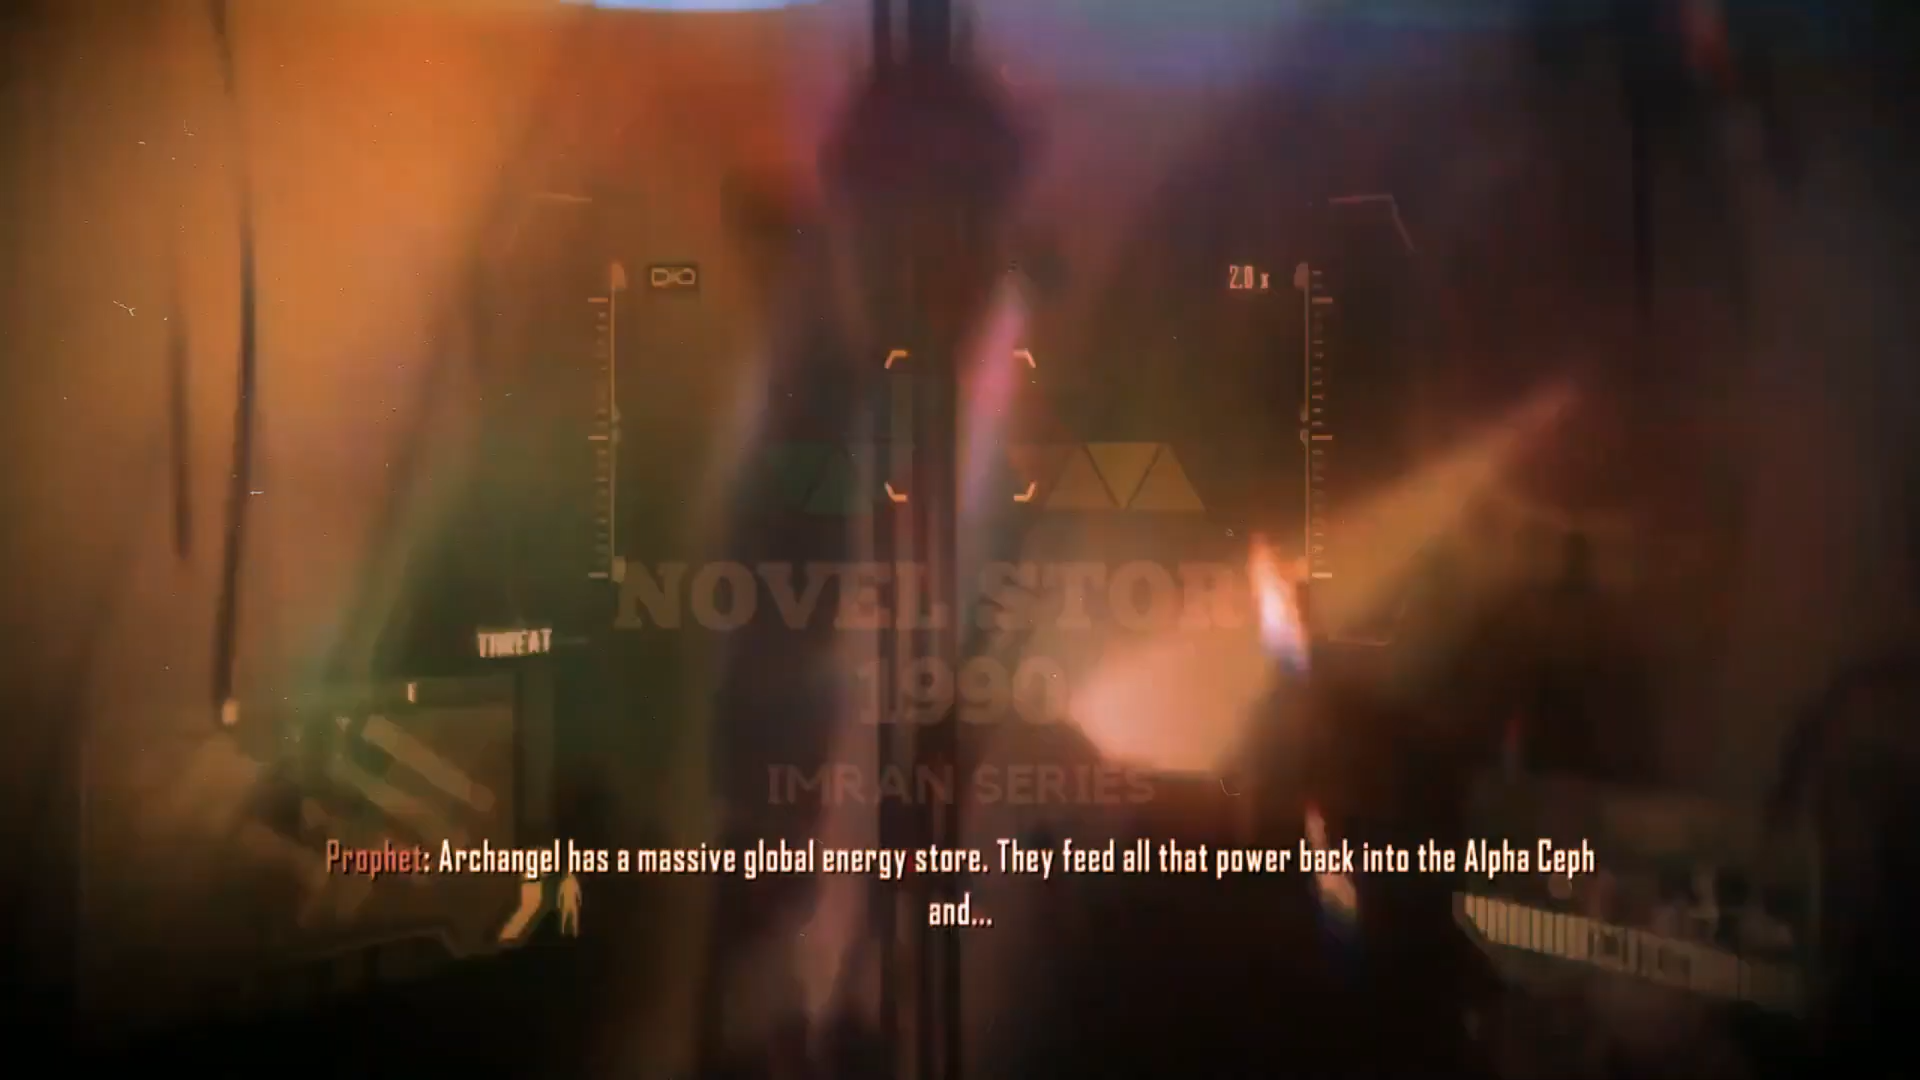 2.0 x
NOVEL STOR
1990
THREAT
IMRAN SERIES
Prophet: Archangel has a massive global energy store. They feed all that power back into the Alpha Ceph
and...